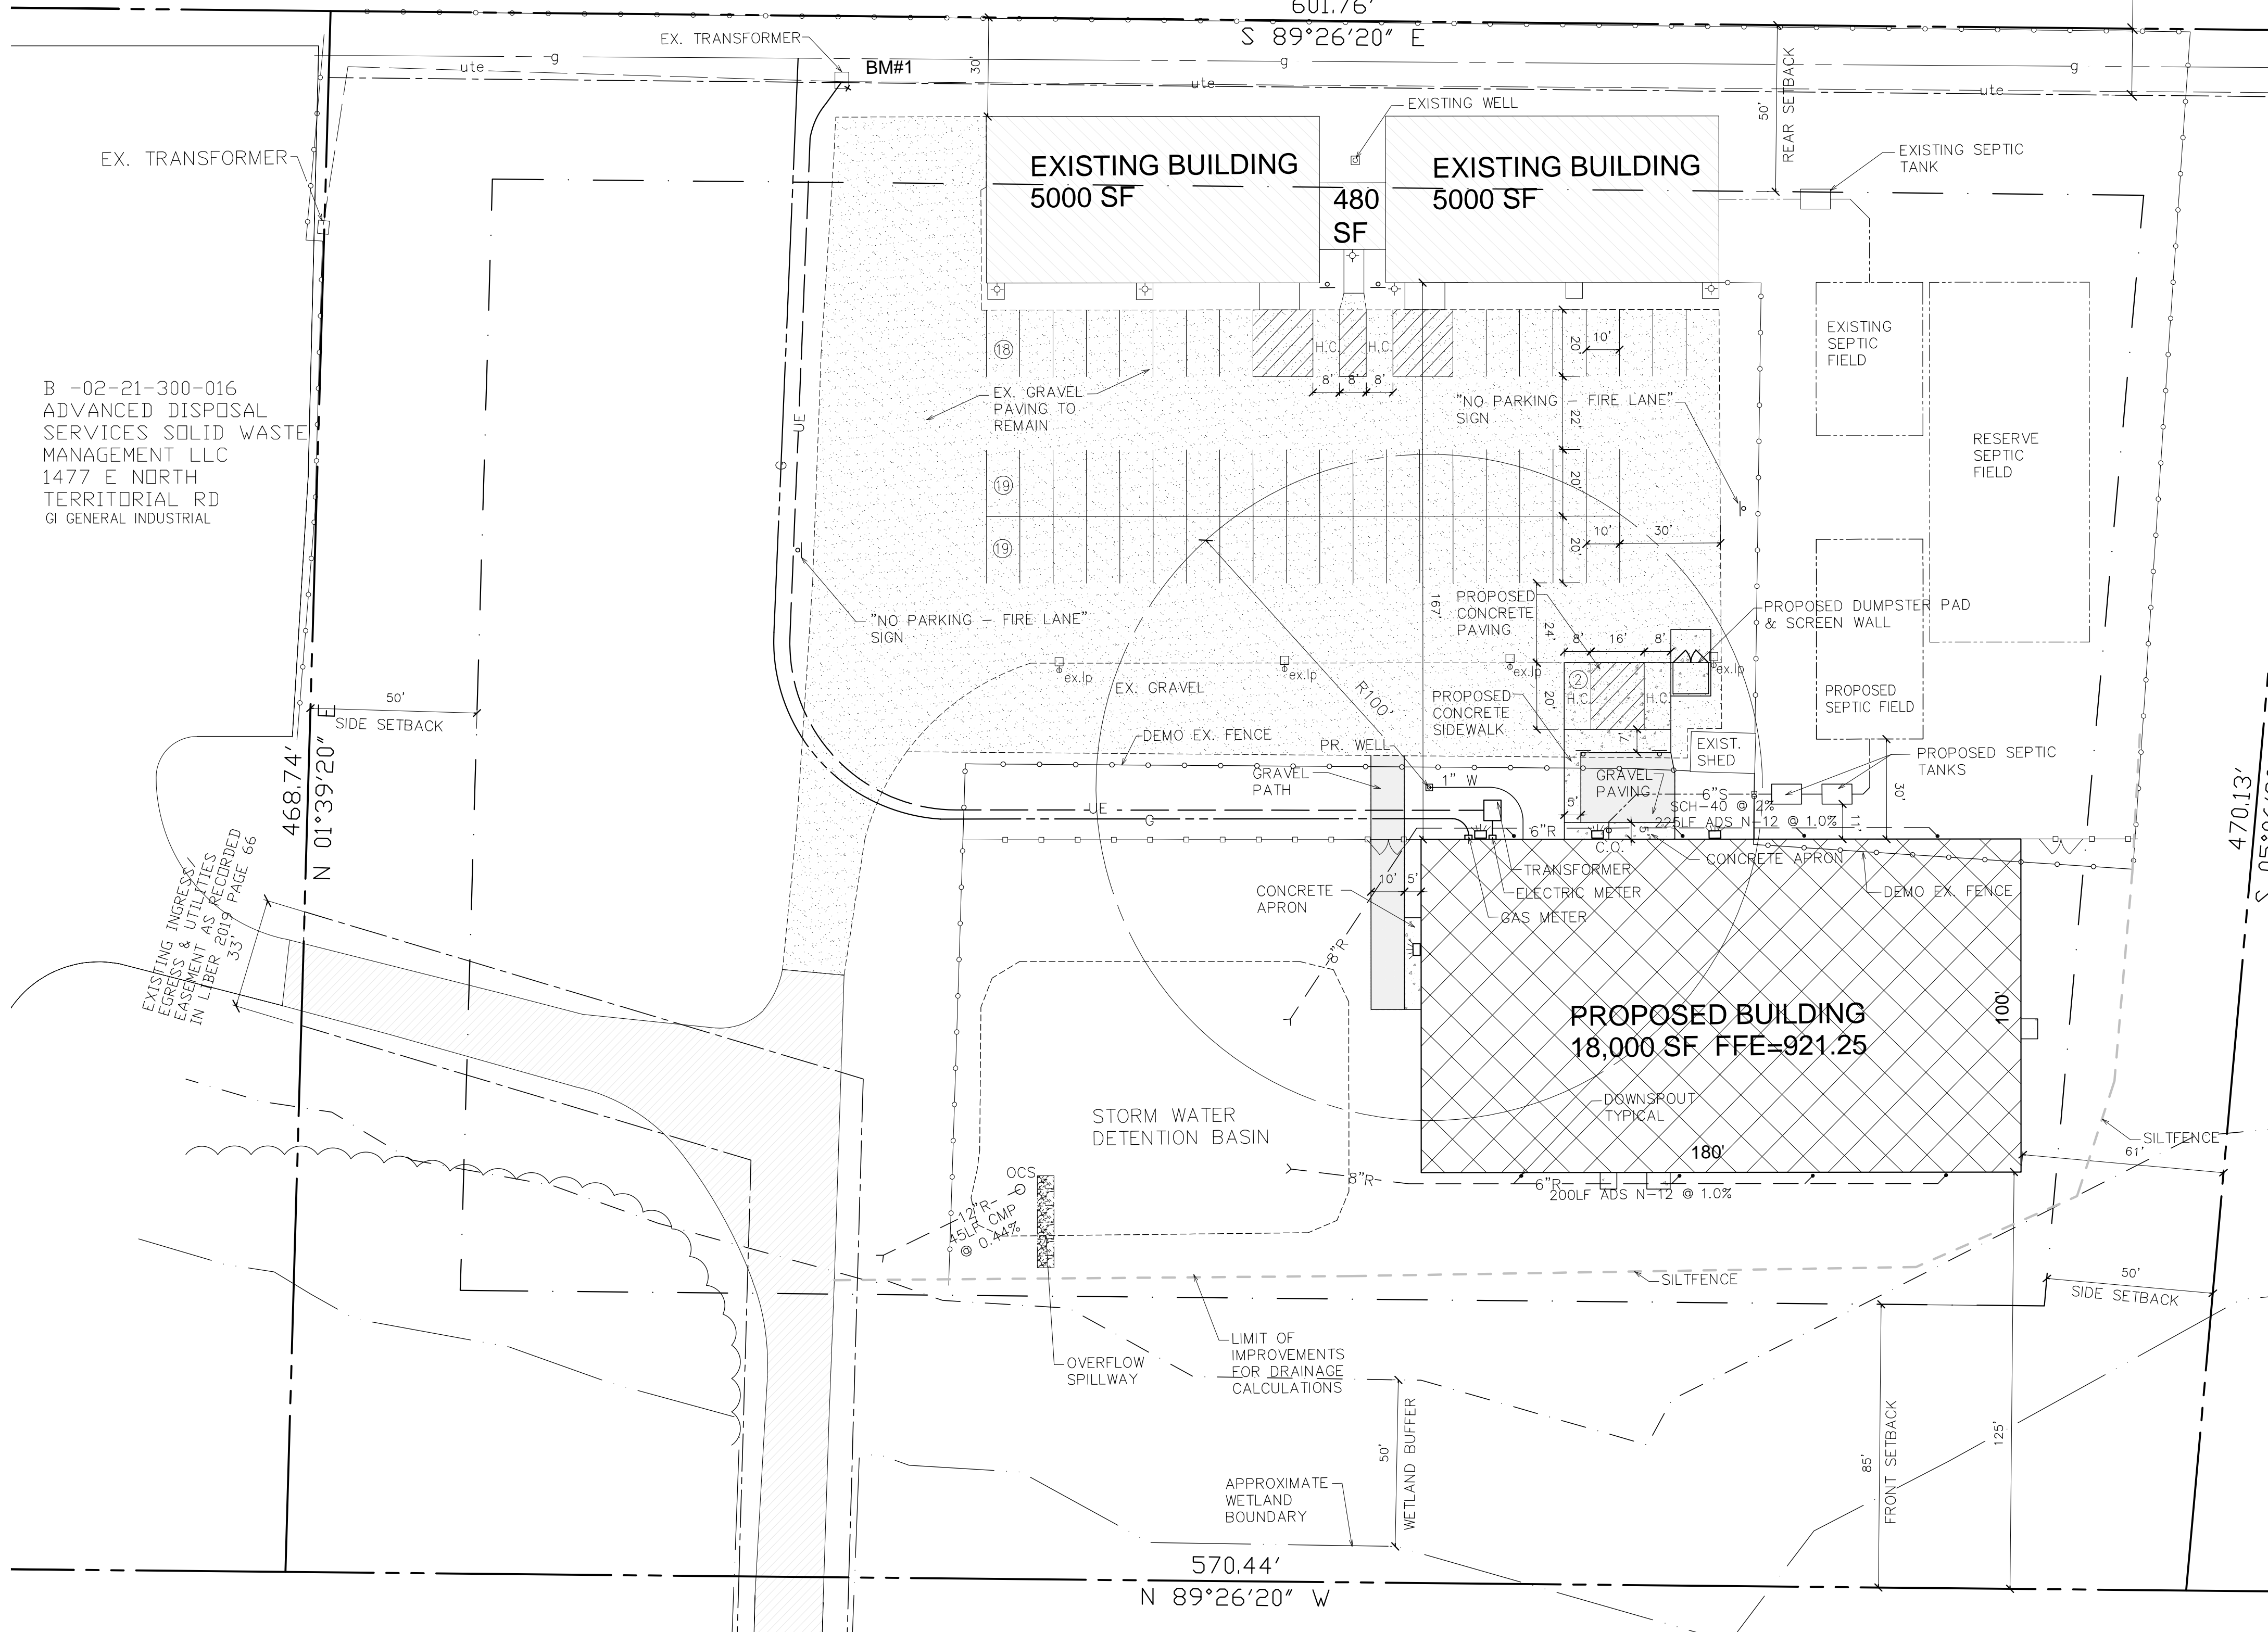 601.76'
S 89°26'20" E
EX. TRANSFORMER
BM#1
30'
g
g
g
ute
ute
ute
50'
REAR SETBACK
EX. TRANSFORMER
EXISTING WELL
EXISTING BUILDING
5000 SF
480
SF
EXISTING BUILDING
5000 SF
EXISTING SEPTIC
TANK
B -02-21-300-016
ADVANCED DISPOSAL
SERVICES SOLID WASTE
MANAGEMENT LLC
1477 E NORTH
TERRITORIAL RD
GI GENERAL INDUSTRIAL
EXISTING
SEPTIC
FIELD
RESERVE
SEPTIC
FIELD
18
H.C.
H.C.
20'
10'
8'
8'
8'
EX. GRAVEL
PAVING TO
REMAIN
"NO PARKING - FIRE LANE"
SIGN
22'
UE
G
19
20'
19
20'
10'
30'
167'
"NO PARKING - FIRE LANE"
SIGN
PROPOSED
CONCRETE
PAVING
PROPOSED DUMPSTER PAD
& SCREEN WALL
24'
8'
16'
8'
ex.lp
ex.lp
ex.lp
ex.lp
EX. GRAVEL
R100'
2
H.C.
H.C.
20'
PROPOSED
CONCRETE
SIDEWALK
PROPOSED
SEPTIC FIELD
50'
SIDE SETBACK
468.74'
N 01°39'20" E
DEMO EX. FENCE
PR. WELL
7'
EXIST.
SHED
PROPOSED SEPTIC
TANKS
GRAVEL
PATH
1" W
GRAVEL
PAVING
6"S
SCH-40 @ 2%
225LF ADS N-12 @ 1.0%
30'
11'
UE
G
5'
5'
6"R
C.O.
CONCRETE APRON
TRANSFORMER
ELECTRIC METER
GAS METER
DEMO EX. FENCE
10'
5'
CONCRETE
APRON
8"R
470.13'
EXISTING INGRESS/
EGRESS & UTILITIES
EASEMENT AS RECORDED
IN LIBER 2019 PAGE 66
33'
PROPOSED BUILDING
18,000 SF FFE=921.25
100'
STORM WATER
DETENTION BASIN
DOWNSPOUT
TYPICAL
180'
SILTFENCE
61'
OCS
12"R
45LF CMP
@ 0.44%
8"R
6"R
200LF ADS N-12 @ 1.0%
SILTFENCE
50'
SIDE SETBACK
OVERFLOW
SPILLWAY
LIMIT OF
IMPROVEMENTS
FOR DRAINAGE
CALCULATIONS
50'
WETLAND BUFFER
APPROXIMATE
WETLAND
BOUNDARY
85'
FRONT SETBACK
125'
570.44'
N 89°26'20" W